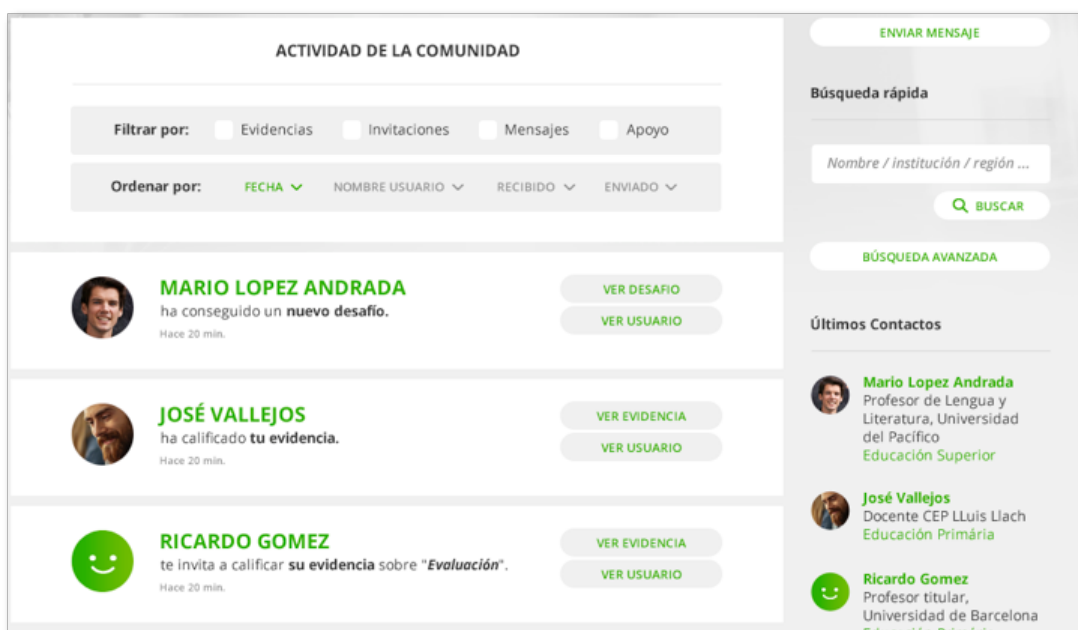 ACTIVIDAD DE LA COMUNIDAD
Filtrar por: Evidencias Invitaciones Mensajes Apoyo
Ordenar por: FECHA NOMBRE USUARIO RECIBIDO ENVIADO
MARIO LOPEZ ANDRADA
ha conseguido un nuevo desafío.
Hace 20 min.
VER DESAFIO
VER USUARIO
JOSÉ VALLEJOS
ha calificado tu evidencia.
Hace 20 min.
VER EVIDENCIA
VER USUARIO
RICARDO GOMEZ
te invita a calificar su evidencia sobre "Evaluación".
Hace 20 min.
VER EVIDENCIA
VER USUARIO
ENVIAR MENSAJE
Búsqueda rápida
Nombre / institución / región ...
BUSCAR
BÚSQUEDA AVANZADA
Últimos Contactos
Mario Lopez Andrada
Profesor de Lengua y
Literatura, Universidad
del Pacífico
Educación Superior
José Vallejos
Docente CEP LLuis Llach
Educación Primária
Ricardo Gomez
Profesor titular,
Universidad de Barcelona